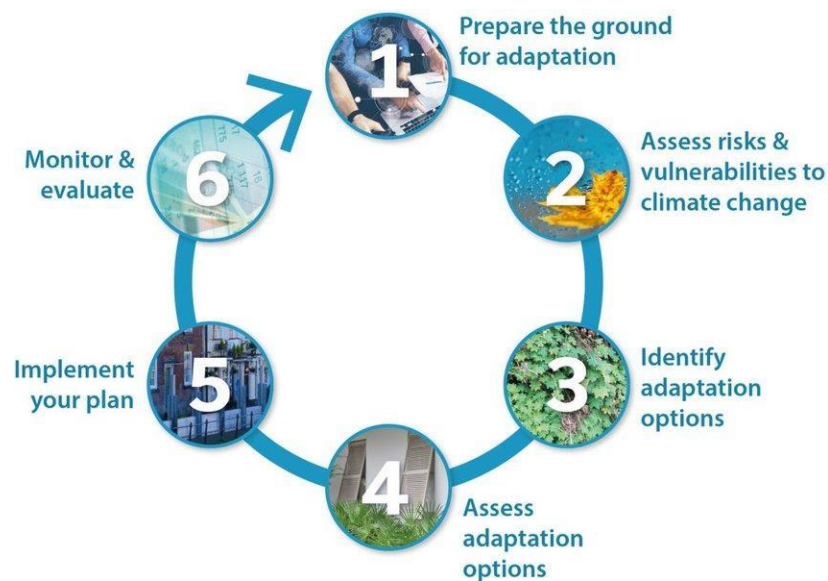 1
Prepare the ground
for adaptation
2
Assess risks &
vulnerabilities to
climate change
3
Identify
adaptation
options
4
Assess
adaptation
options
5
Implement
your plan
6
Monitor &
evaluate